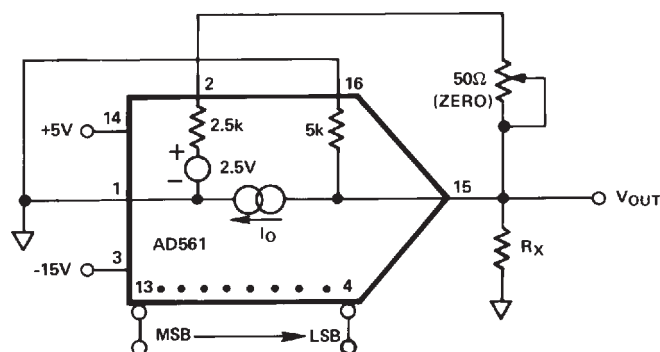 2
16
50Ω
(ZERO)
14
+5V
2.5k
5k
+
2.5V
−
1
15
VOUT
IO
AD561
RX
3
-15V
13
4
MSB
LSB